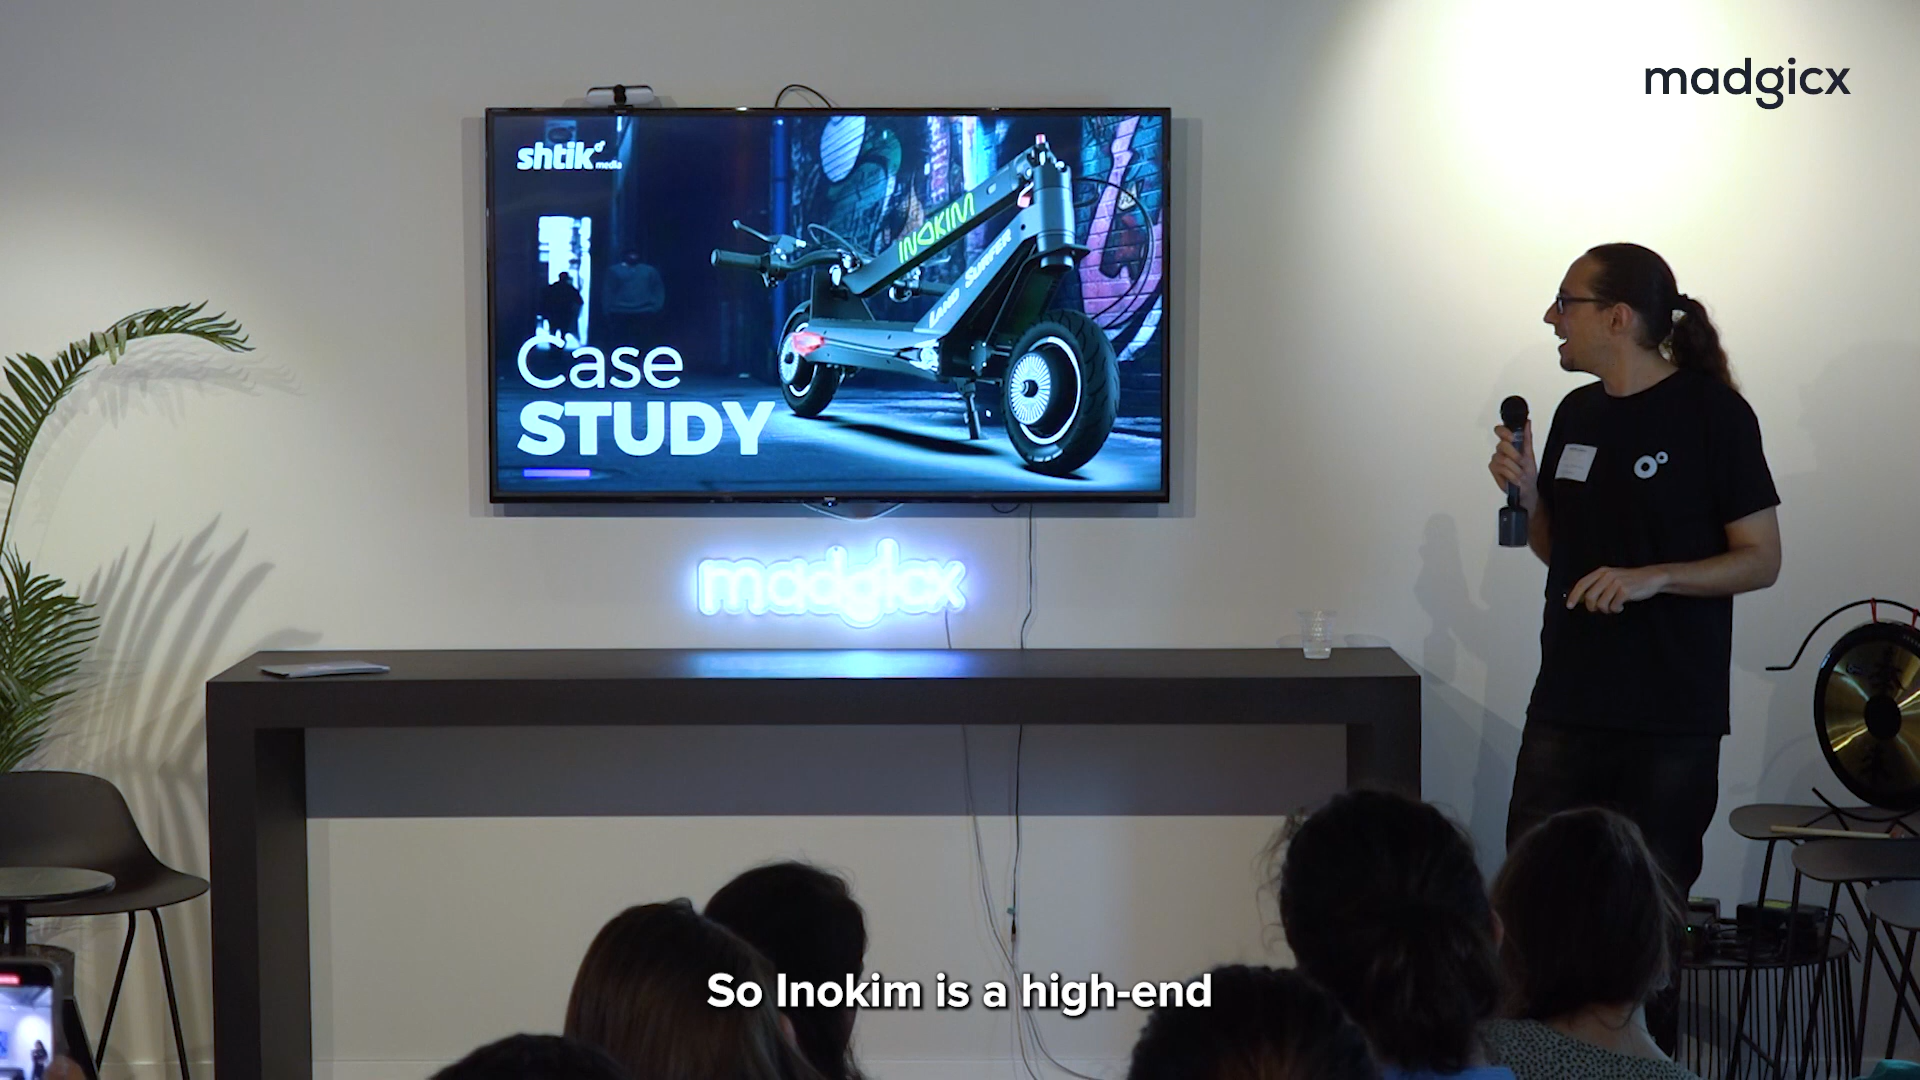 madgicx
shtik
media
INOKIM
LAND SURFER
Case
STUDY
madgicx
So Inokim is a high-end